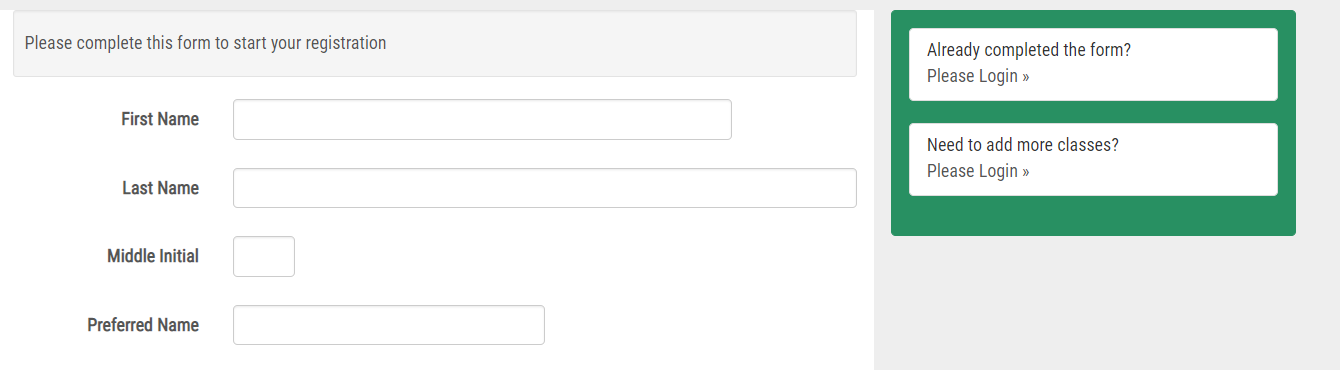 Please complete this form to start your registration
First Name
Last Name
Middle Initial
Preferred Name
Already completed the form?
Please Login »
Need to add more classes?
Please Login »